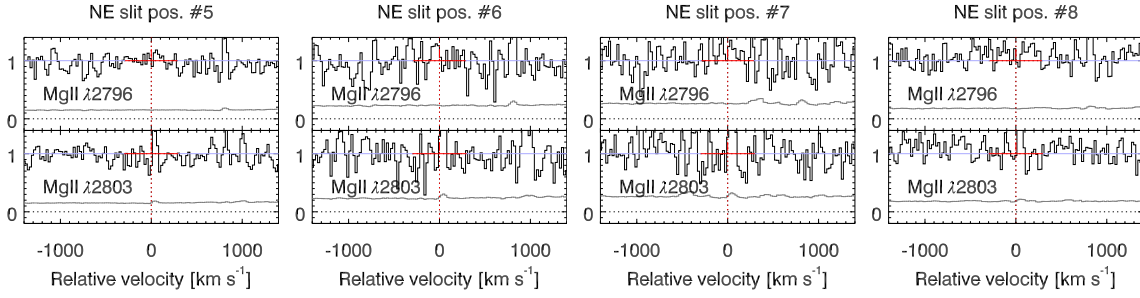 NE slit pos. #5 NE slit pos. #6 NE slit pos. #7 NE slit pos. #8
1
MgII λ2796 MgII λ2796 MgII λ2796 MgII λ2796
0
1
MgII λ2803 MgII λ2803 MgII λ2803 MgII λ2803
0
-1000 0 1000 -1000 0 1000 -1000 0 1000 -1000 0 1000
Relative velocity [km s⁻¹] Relative velocity [km s⁻¹] Relative velocity [km s⁻¹] Relative velocity [km s⁻¹]